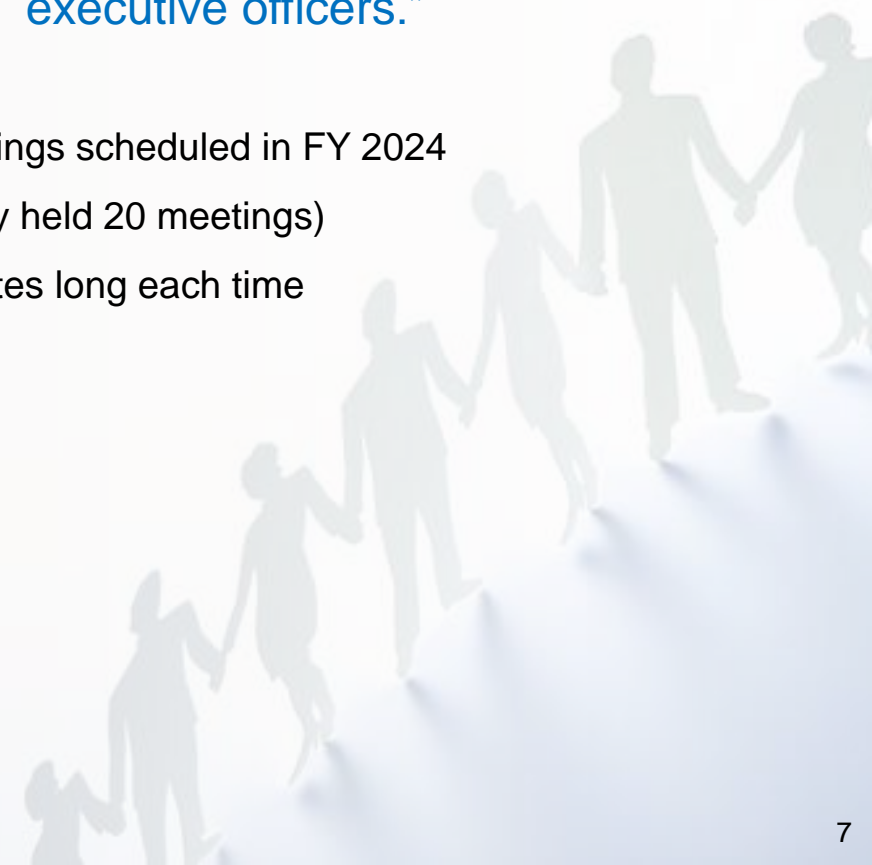 executive officers."
ings scheduled in FY 2024
y held 20 meetings)
tes long each time
7